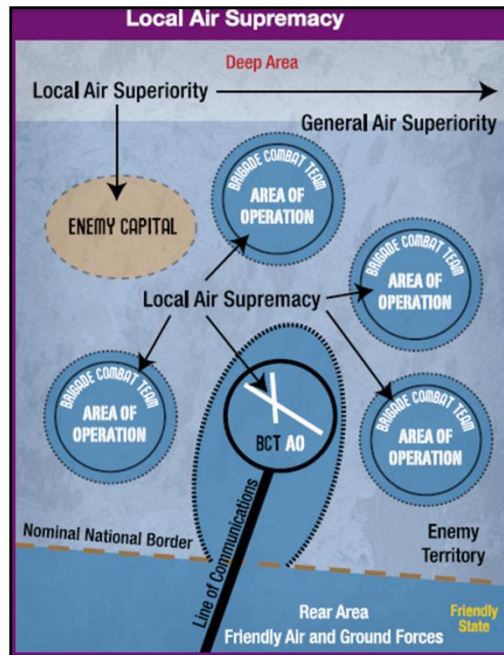 Local Air Supremacy
Deep Area
Local Air Superiority
General Air Superiority
BRIGADE COMBAT TEAM
AREA OF
OPERATION
ENEMY CAPITAL
BRIGADE COMBAT TEAM
AREA OF
OPERATION
Local Air Supremacy
BRIGADE COMBAT TEAM
AREA OF
OPERATION
BCT AO
BRIGADE COMBAT TEAM
AREA OF
OPERATION
Nominal National Border
Line of Communications
Enemy
Territory
Rear Area
Friendly Air and Ground Forces
Friendly
State